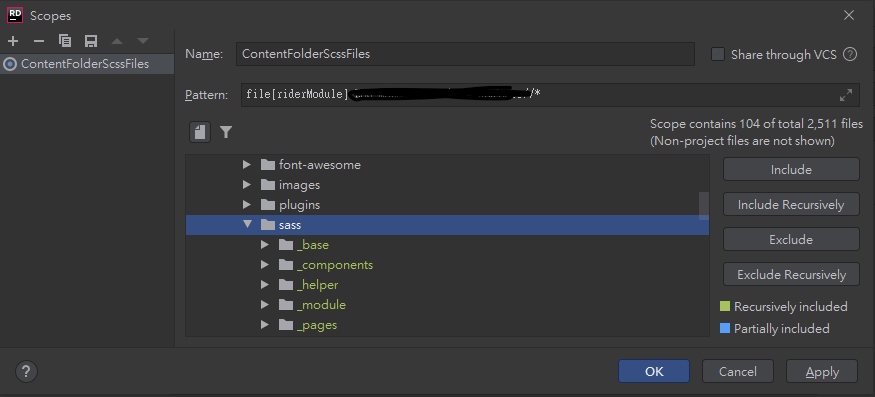 RD Scopes
ContentFolderScssFiles
Name: ContentFolderScssFiles
Share through VCS ?
Pattern: file[riderModule] /*
Scope contains 104 of total 2,511 files
(Non-project files are not shown)
font-awesome
images
plugins
sass
_base
_components
_helper
_module
_pages
Include
Include Recursively
Exclude
Exclude Recursively
Recursively included
Partially included
?
OK
Cancel
Apply